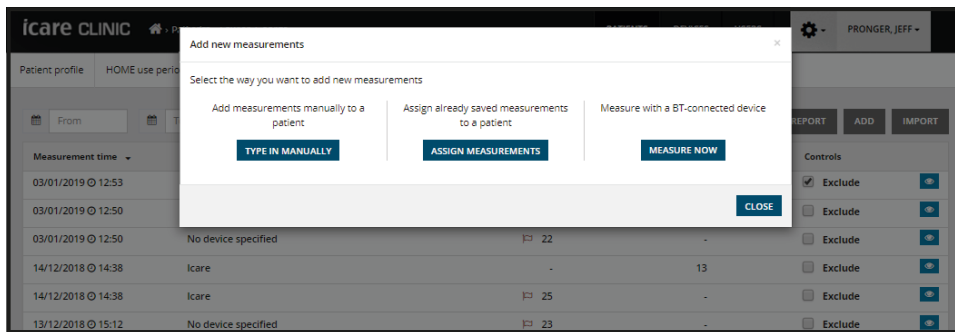 icare CLINIC
PRONGER, JEFF
Add new measurements
×
Patient profile
HOME use perio
Select the way you want to add new measurements
Add measurements manually to a
patient
TYPE IN MANUALLY
Assign already saved measurements
to a patient
ASSIGN MEASUREMENTS
Measure with a BT-connected device
MEASURE NOW
CLOSE
From
REPORT
ADD
IMPORT
Measurement time
Controls
03/01/2019 12:53
Exclude
03/01/2019 12:50
Exclude
03/01/2019 12:50 No device specified 22 - Exclude
14/12/2018 14:38 Icare - 13 Exclude
14/12/2018 14:38 Icare 25 - Exclude
13/12/2018 15:12 No device specified 23 - Exclude